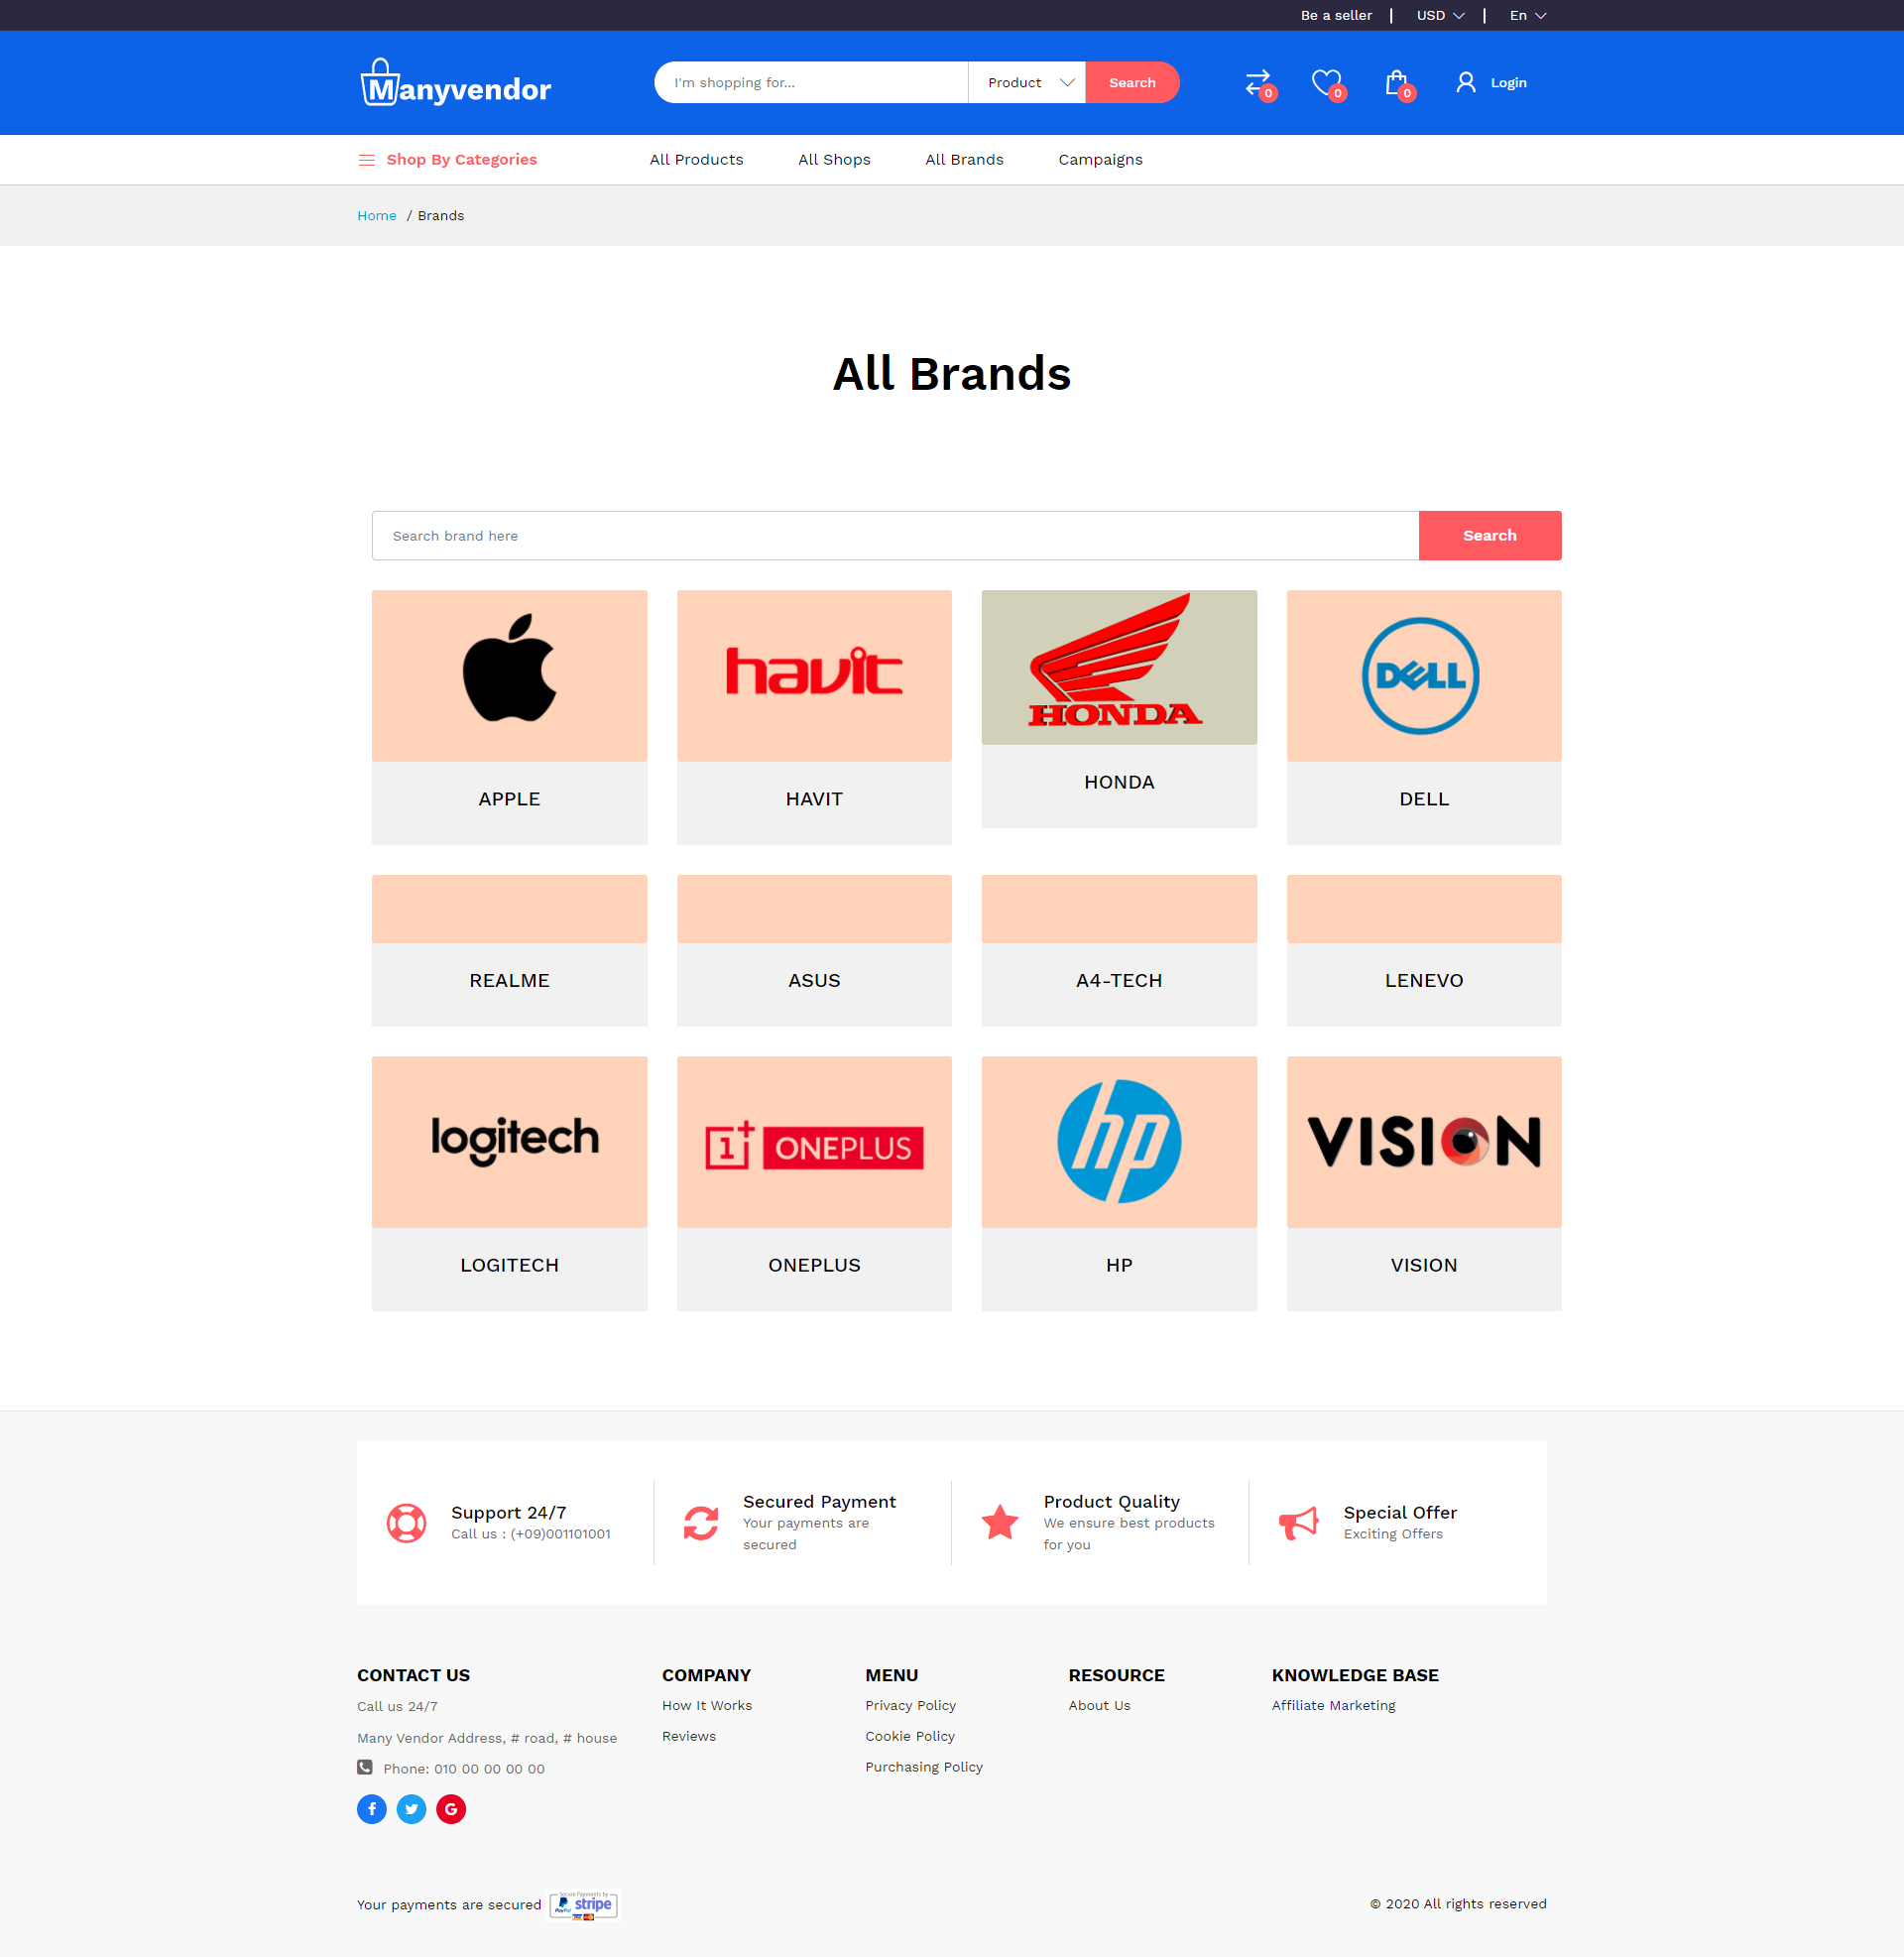 Be a seller
USD
En
Manyvendor
I'm shopping for...
Product
Search
0
0
0
Login
Shop By Categories
All Products
All Shops
All Brands
Campaigns
Home / Brands
All Brands
Search brand here
Search
havit
HONDA
DELL
APPLE
HAVIT
HONDA
DELL
REALME
ASUS
A4-TECH
LENEVO
logitech
1+ ONEPLUS
hp
VISION
LOGITECH
ONEPLUS
HP
VISION
Support 24/7
Call us : (+09)001101001
Secured Payment
Your payments are
secured
Product Quality
We ensure best products
for you
Special Offer
Exciting Offers
CONTACT US
Call us 24/7
Many Vendor Address, # road, # house
Phone: 010 00 00 00 00
COMPANY
How It Works
Reviews
MENU
Privacy Policy
Cookie Policy
Purchasing Policy
RESOURCE
About Us
KNOWLEDGE BASE
Affiliate Marketing
Your payments are secured
Secure Payments by
PayPal
stripe
© 2020 All rights reserved